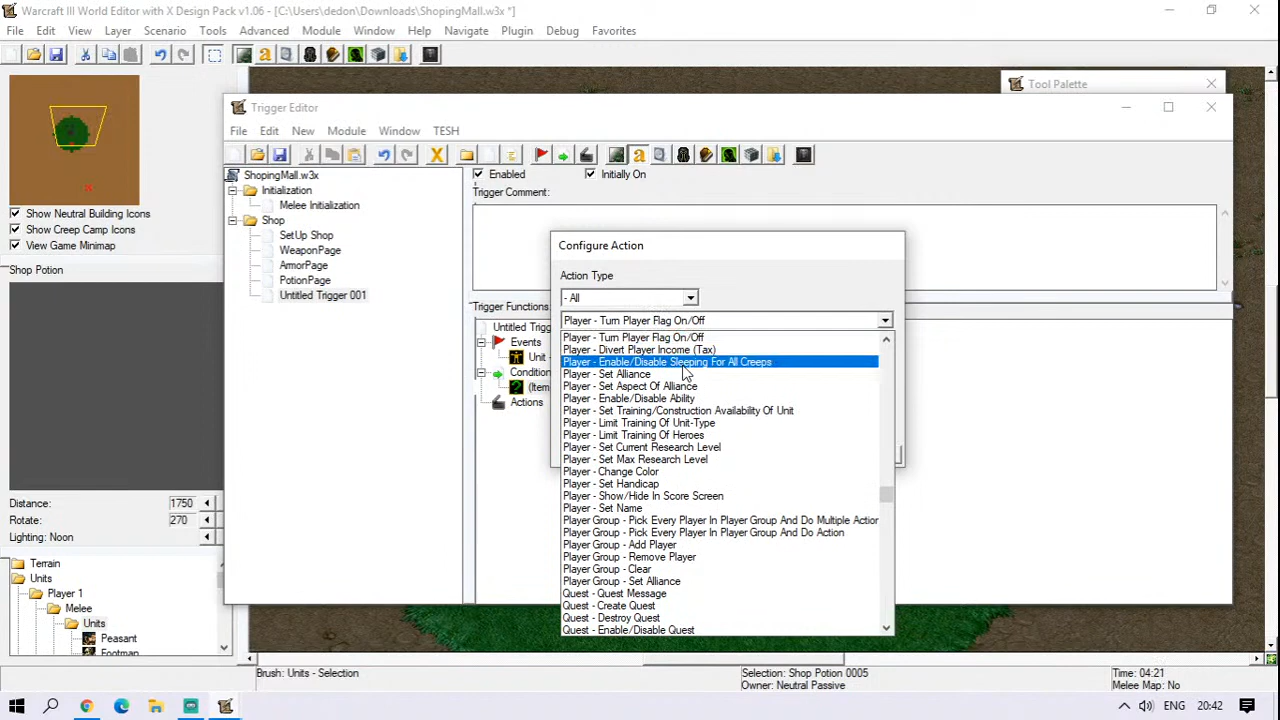 Warcraft III World Editor with X Design Pack v1.06 - [C:\Users\dedon\Downloads\ShopingMall.w3x *]
File Edit View Layer Scenario Tools Advanced Module Window Help Navigate Plugin Debug Favorites
Tool Palette
Trigger Editor
File Edit New Module Window TESH
ShopingMall.w3x
Initialization
Melee Initialization
Shop
SetUp Shop
WeaponPage
ArmorPage
PotionPage
Untitled Trigger 001
Enabled
Initially On
Trigger Comment:
Trigger Functions
Untitled Trigg
Events
Unit
Condition
(Item
Actions
Configure Action
Action Type
- All
Player - Turn Player Flag On/Off
Player - Turn Player Flag On/Off
Player - Divert Player Income (Tax)
Player - Enable/Disable Sleeping For All Creeps
Player - Set Alliance
Player - Set Aspect Of Alliance
Player - Enable/Disable Ability
Player - Set Training/Construction Availability Of Unit
Player - Limit Training Of Unit-Type
Player - Limit Training Of Heroes
Player - Set Current Research Level
Player - Set Max Research Level
Player - Change Color
Player - Set Handicap
Player - Show/Hide In Score Screen
Player - Set Name
Player Group - Pick Every Player In Player Group And Do Multiple Action
Player Group - Pick Every Player In Player Group And Do Action
Player Group - Add Player
Player Group - Remove Player
Player Group - Clear
Player Group - Set Alliance
Quest - Quest Message
Quest - Create Quest
Quest - Destroy Quest
Quest - Enable/Disable Quest
Show Neutral Building Icons
Show Creep Camp Icons
View Game Minimap
Shop Potion
Distance: 1750
Rotate: 270
Lighting: Noon
Terrain
Units
Player 1
Melee
Units
Peasant
Footman
Brush: Units - Selection
Selection: Shop Potion 0005
Owner: Neutral Passive
Time: 04:21
Melee Map: No
ENG 20:42